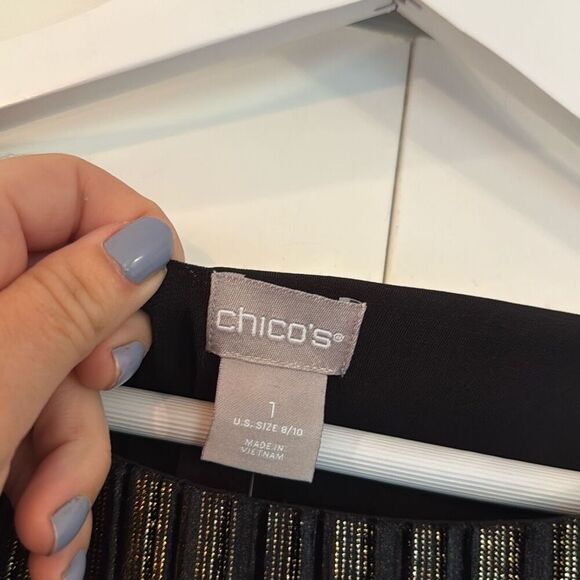 chico's®
1
U.S. SIZE 8/10
MADE IN
VIETNAM